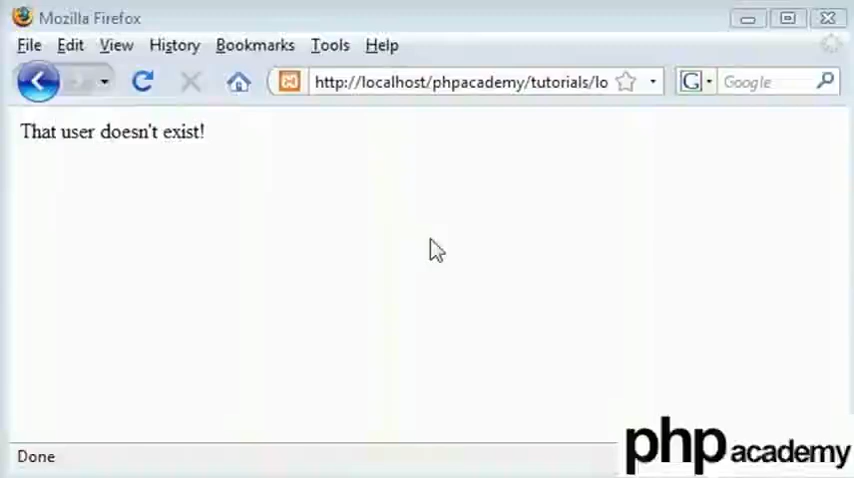 Mozilla Firefox
File Edit View History Bookmarks Tools Help
http://localhost/phpacademy/tutorials/lo G Google
That user doesn't exist!
Done
php academy